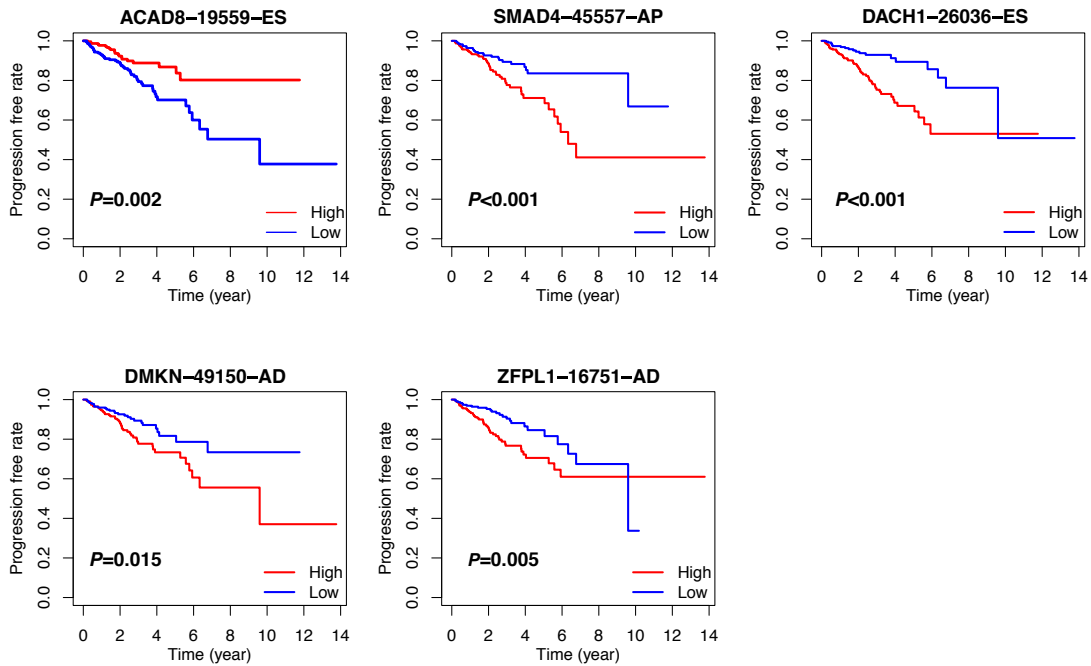 ACAD8−19559−ES
Progression free rate
0.0 0.2 0.4 0.6 0.8 1.0
P=0.002
High
Low
0 2 4 6 8 10 12 14
Time (year)
SMAD4−45557−AP
Progression free rate
0.0 0.2 0.4 0.6 0.8 1.0
P<0.001
High
Low
0 2 4 6 8 10 12 14
Time (year)
DACH1−26036−ES
Progression free rate
0.0 0.2 0.4 0.6 0.8 1.0
P<0.001
High
Low
0 2 4 6 8 10 12 14
Time (year)
DMKN−49150−AD
Progression free rate
0.0 0.2 0.4 0.6 0.8 1.0
P=0.015
High
Low
0 2 4 6 8 10 12 14
Time (year)
ZFPL1−16751−AD
Progression free rate
0.0 0.2 0.4 0.6 0.8 1.0
P=0.005
High
Low
0 2 4 6 8 10 12 14
Time (year)